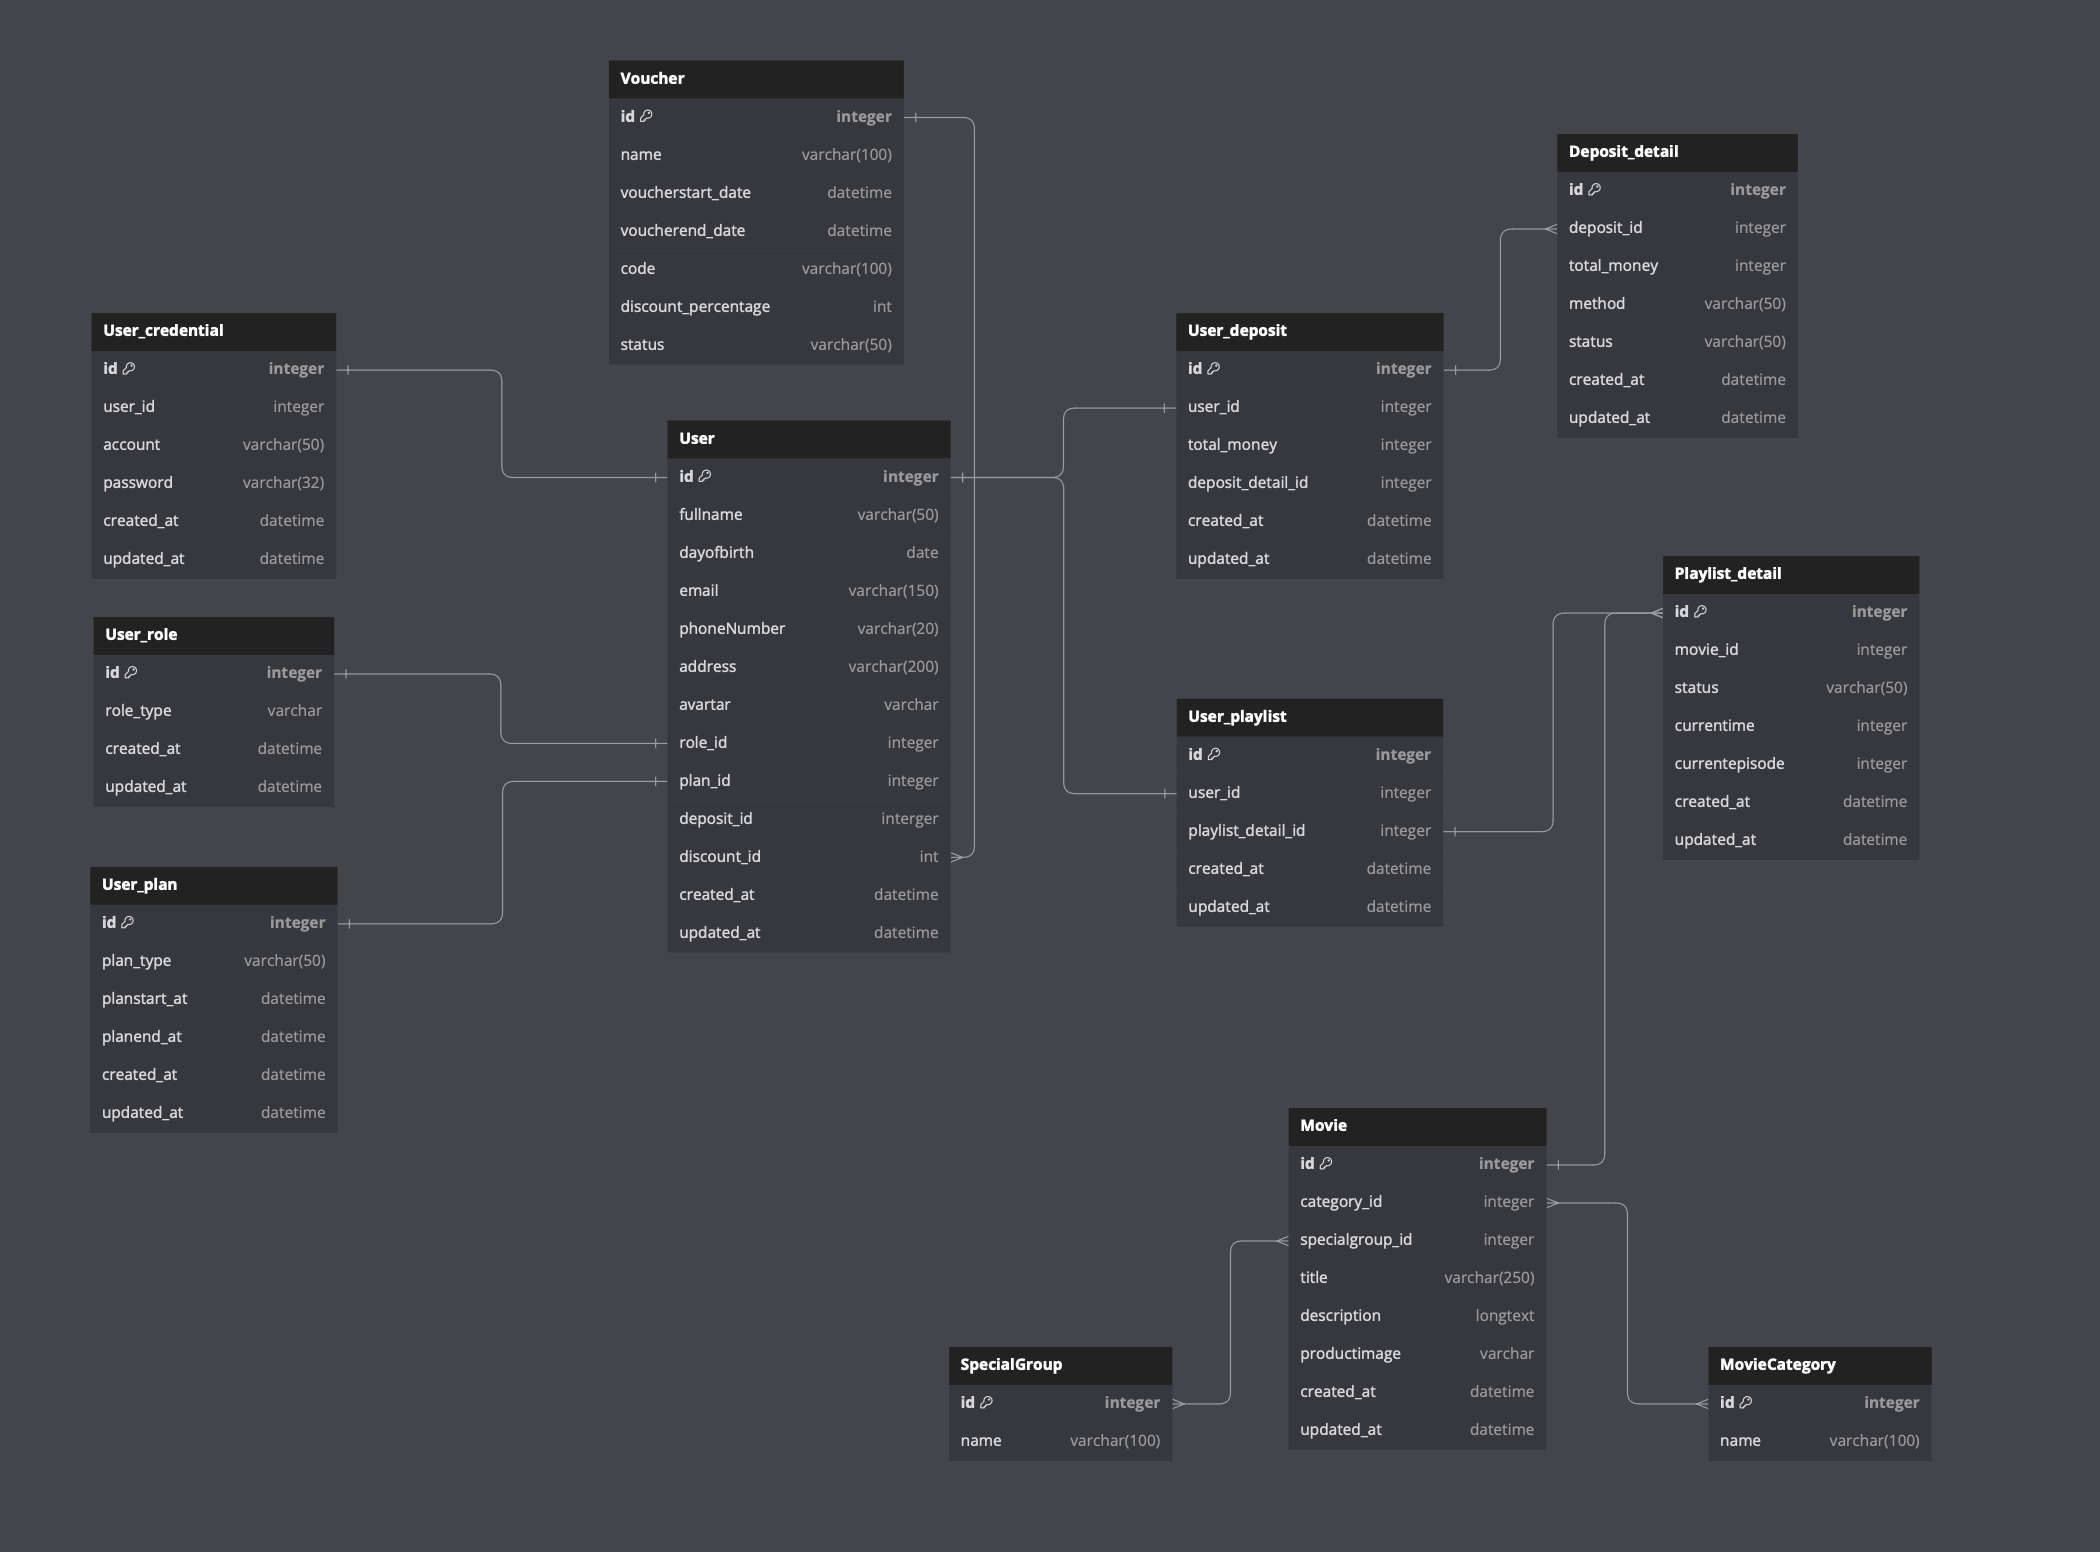 Voucher
id integer
name varchar(100)
voucherstart_date datetime
voucherend_date datetime
code varchar(100)
discount_percentage int
status varchar(50)
Deposit_detail
id integer
deposit_id integer
total_money integer
method varchar(50)
status varchar(50)
created_at datetime
updated_at datetime
User_credential
id integer
user_id integer
account varchar(50)
password varchar(32)
created_at datetime
updated_at datetime
User
id integer
fullname varchar(50)
dayofbirth date
email varchar(150)
phoneNumber varchar(20)
address varchar(200)
avartar varchar
role_id integer
plan_id integer
deposit_id interger
discount_id int
created_at datetime
updated_at datetime
User_deposit
id integer
user_id integer
total_money integer
deposit_detail_id integer
created_at datetime
updated_at datetime
Playlist_detail
id integer
movie_id integer
status varchar(50)
currentime integer
currentepisode integer
created_at datetime
updated_at datetime
User_role
id integer
role_type varchar
created_at datetime
updated_at datetime
User_playlist
id integer
user_id integer
playlist_detail_id integer
created_at datetime
updated_at datetime
User_plan
id integer
plan_type varchar(50)
planstart_at datetime
planend_at datetime
created_at datetime
updated_at datetime
Movie
id integer
category_id integer
specialgroup_id integer
title varchar(250)
description longtext
productimage varchar
created_at datetime
updated_at datetime
SpecialGroup
id integer
name varchar(100)
MovieCategory
id integer
name varchar(100)